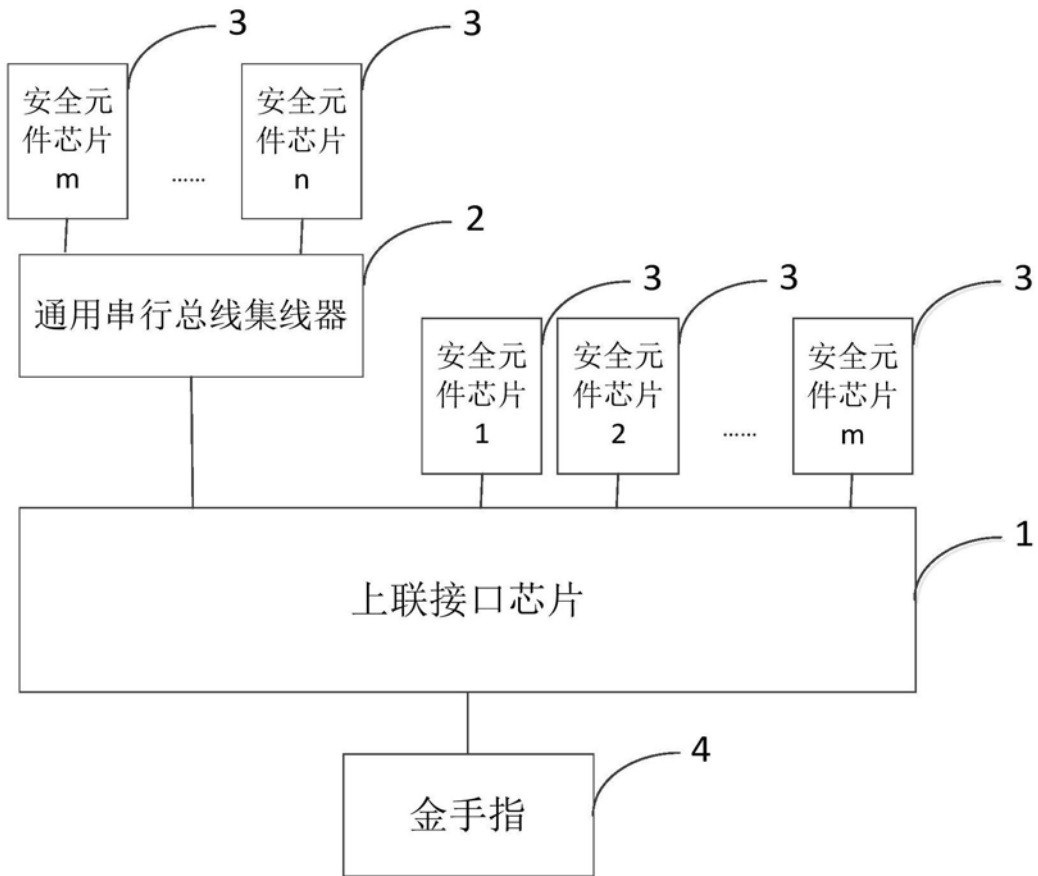 3
3
安全元
件芯片
m
......
安全元
件芯片
n
2
通用串行总线集线器
3
3
3
安全元
件芯片
1
安全元
件芯片
2
......
安全元
件芯片
m
1
上联接口芯片
4
金手指